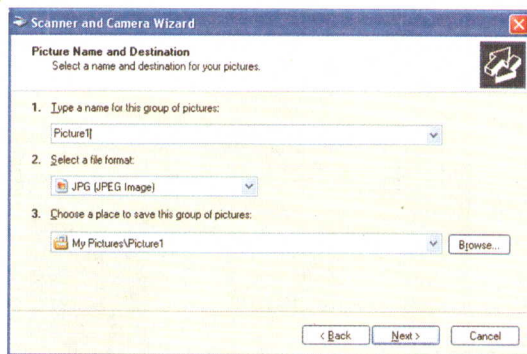 Scanner and Camera Wizard
Picture Name and Destination
Select a name and destination for your pictures.
1. Type a name for this group of pictures:
Picture1
2. Select a file format:
JPG (JPEG Image)
3. Choose a place to save this group of pictures:
My Pictures\Picture1
Browse...
< Back
Next >
Cancel